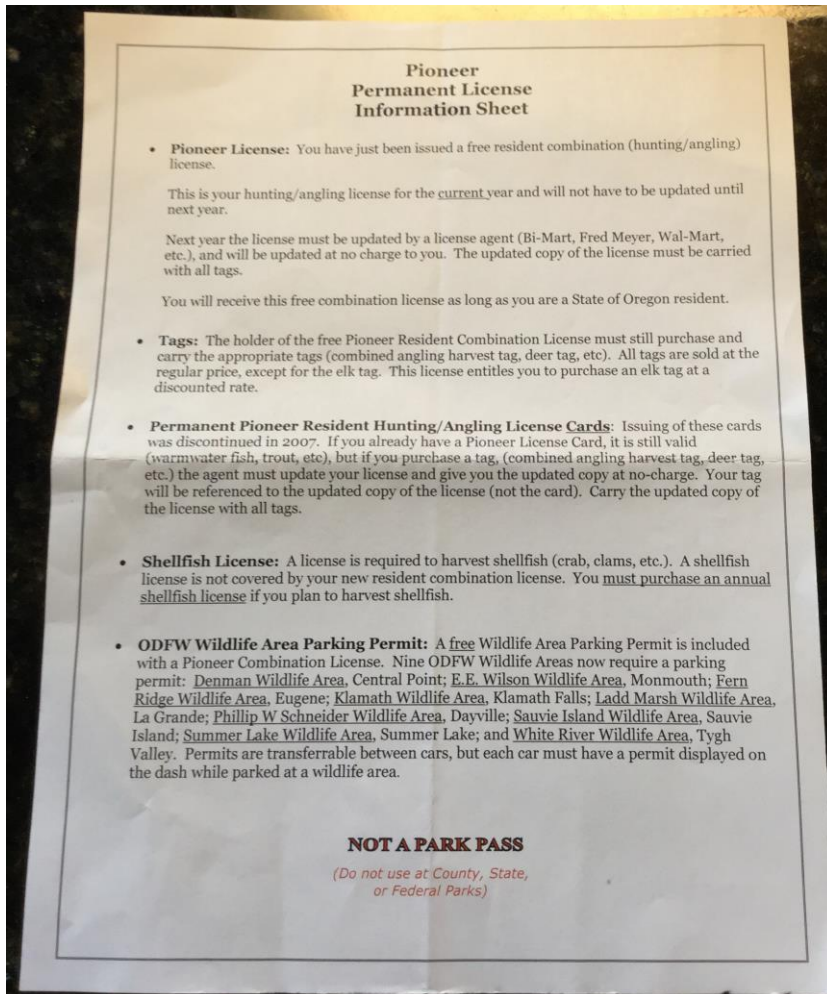 Pioneer
Permanent License
Information Sheet
• Pioneer License: You have just been issued a free resident combination (hunting/angling)
license.
This is your hunting/angling license for the current year and will not have to be updated until
next year.
Next year the license must be updated by a license agent (Bi-Mart, Fred Meyer, Wal-Mart,
etc.), and will be updated at no charge to you. The updated copy of the license must be carried
with all tags.
You will receive this free combination license as long as you are a State of Oregon resident.
• Tags: The holder of the free Pioneer Resident Combination License must still purchase and
carry the appropriate tags (combined angling harvest tag, deer tag, etc). All tags are sold at the
regular price, except for the elk tag. This license entitles you to purchase an elk tag at a
discounted rate.
• Permanent Pioneer Resident Hunting/Angling License Cards: Issuing of these cards
was discontinued in 2007. If you already have a Pioneer License Card, it is still valid
(warmwater fish, trout, etc), but if you purchase a tag, (combined angling harvest tag, deer tag,
etc.) the agent must update your license and give you the updated copy at no-charge. Your tag
will be referenced to the updated copy of the license (not the card). Carry the updated copy of
the license with all tags.
• Shellfish License: A license is required to harvest shellfish (crab, clams, etc.). A shellfish
license is not covered by your new resident combination license. You must purchase an annual
shellfish license if you plan to harvest shellfish.
• ODFW Wildlife Area Parking Permit: A free Wildlife Area Parking Permit is included
with a Pioneer Combination License. Nine ODFW Wildlife Areas now require a parking
permit: Denman Wildlife Area, Central Point; E.E. Wilson Wildlife Area, Monmouth; Fern
Ridge Wildlife Area, Eugene; Klamath Wildlife Area, Klamath Falls; Ladd Marsh Wildlife Area,
La Grande; Phillip W Schneider Wildlife Area, Dayville; Sauvie Island Wildlife Area, Sauvie
Island; Summer Lake Wildlife Area, Summer Lake; and White River Wildlife Area, Tygh
Valley. Permits are transferrable between cars, but each car must have a permit displayed on
the dash while parked at a wildlife area.
NOT A PARK PASS
(Do not use at County, State,
or Federal Parks)